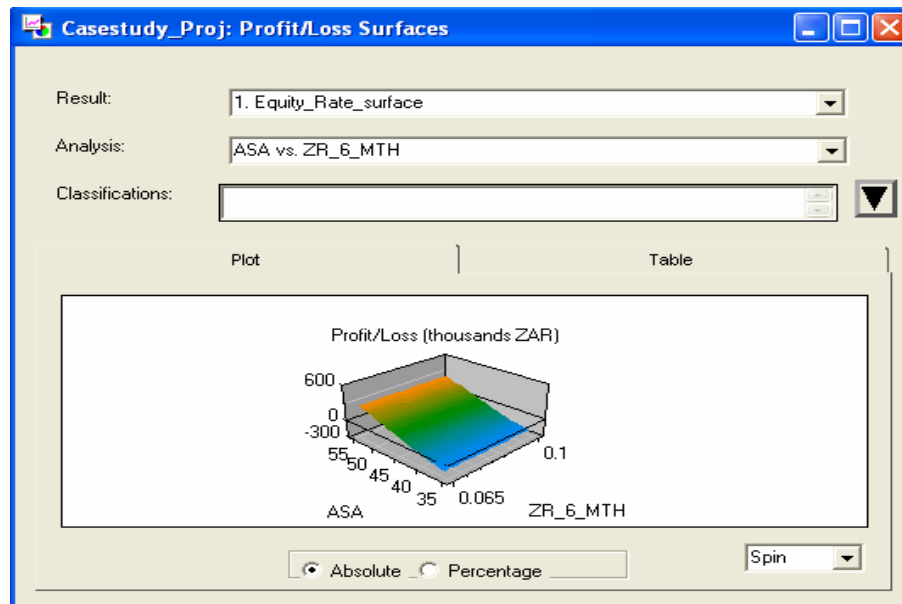 Casestudy_Proj: Profit/Loss Surfaces
Result: 1. Equity_Rate_surface
Analysis: ASA vs. ZR_6_MTH
Classifications:
Plot Table
Profit/Loss (thousands ZAR)
600
0
-300
55
50
45
40
35
0.065
0.1
ASA ZR_6_MTH
Absolute Percentage
Spin